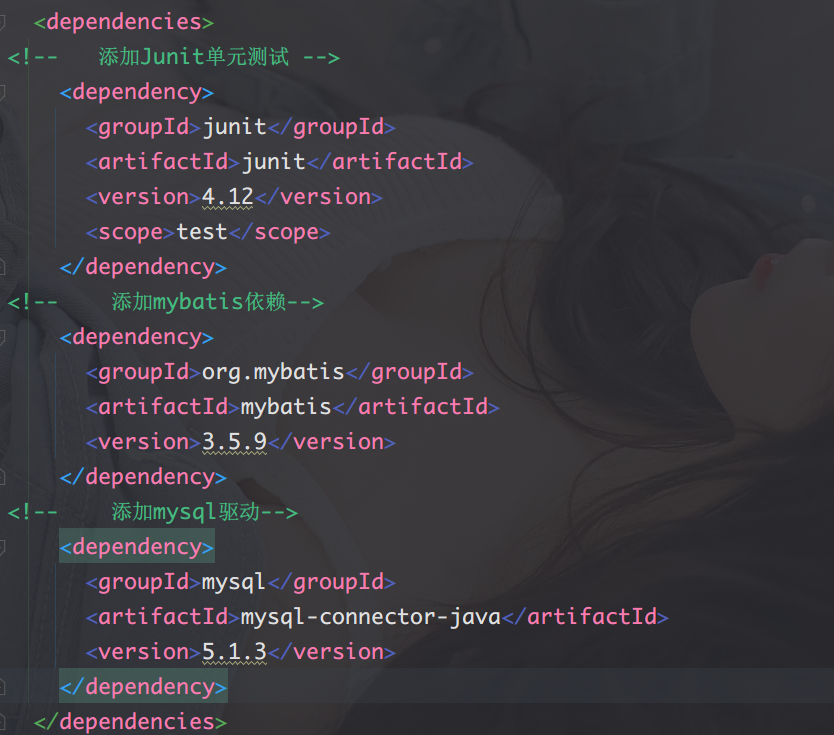 <dependencies>
<!--   添加Junit单元测试 -->
<dependency>
<groupId>junit</groupId>
<artifactId>junit</artifactId>
<version>4.12</version>
<scope>test</scope>
</dependency>
<!--    添加mybatis依赖-->
<dependency>
<groupId>org.mybatis</groupId>
<artifactId>mybatis</artifactId>
<version>3.5.9</version>
</dependency>
<!--    添加mysql驱动-->
<dependency>
<groupId>mysql</groupId>
<artifactId>mysql-connector-java</artifactId>
<version>5.1.3</version>
</dependency>
</dependencies>